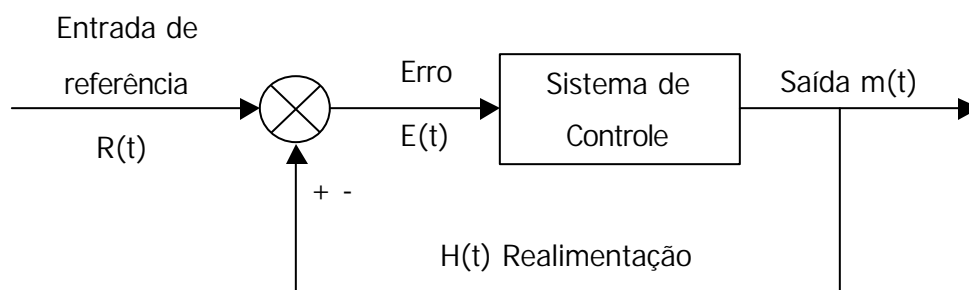 Entrada de
referência
R(t)
Erro
E(t)
Sistema de
Controle
Saída m(t)
+ -
H(t) Realimentação